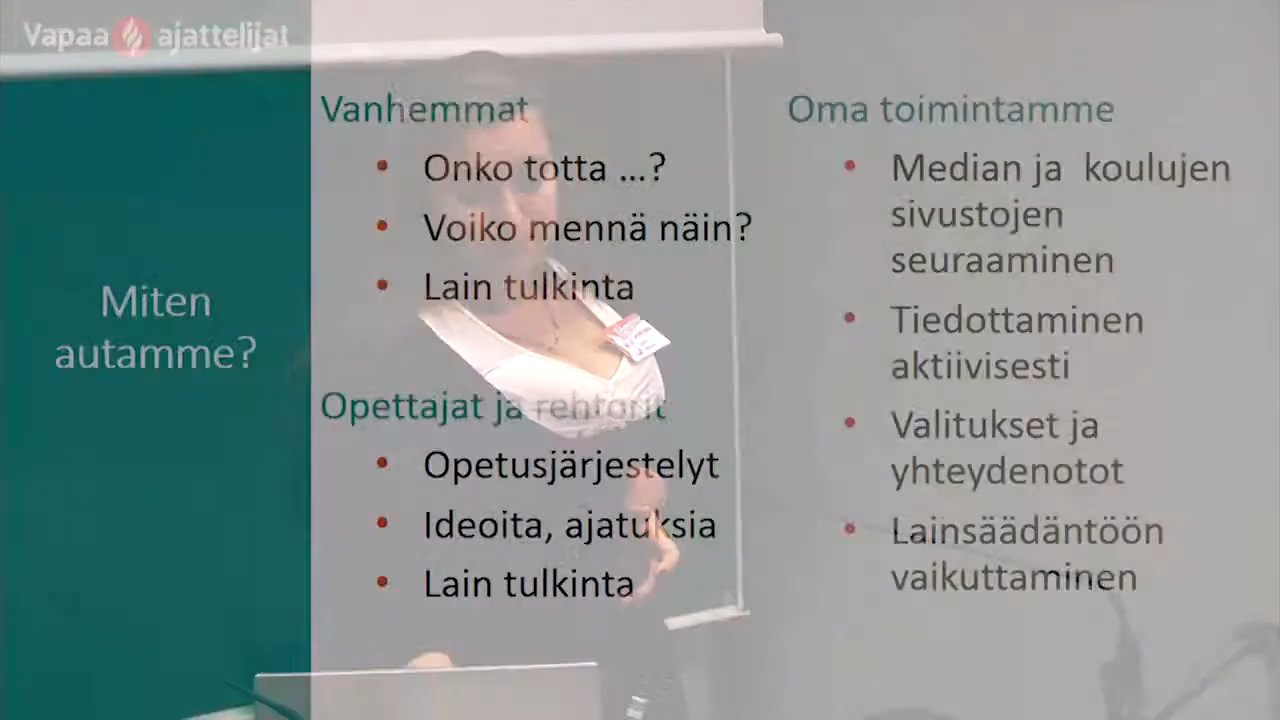 Vapaa ajattelijat
Miten
autamme?
Vanhemmat
• Onko totta ...?
• Voiko mennä näin?
• Lain tulkinta
Opettajat ja rehtorit
• Opetusjärjestelyt
• Ideoita, ajatuksia
• Lain tulkinta
Oma toimintamme
• Median ja koulujen
sivustojen
seuraaminen
• Tiedottaminen
aktiivisesti
• Valitukset ja
yhteydenotot
• Lainsäädäntöön
vaikuttaminen